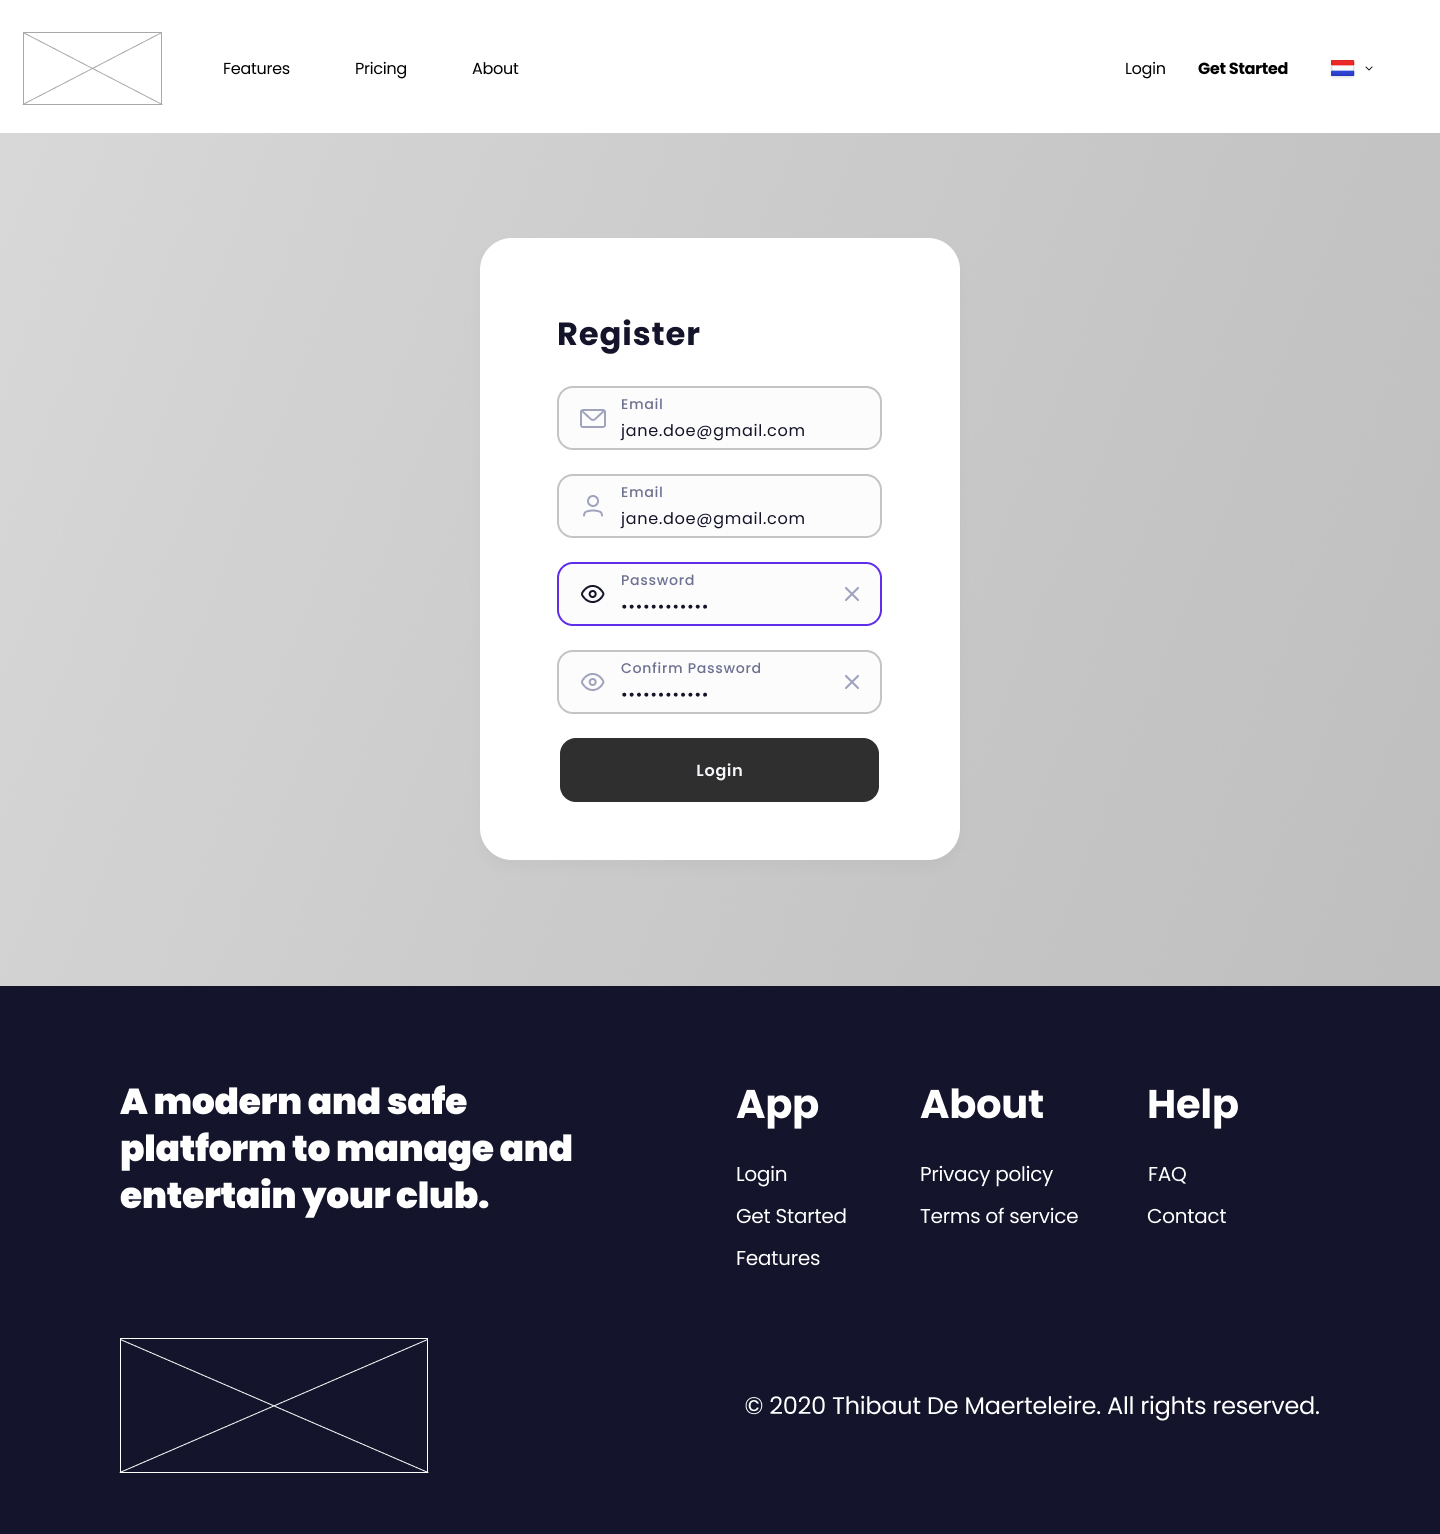 Features
Pricing
About
Login
Get Started
Register
Email
jane.doe@gmail.com
Email
jane.doe@gmail.com
Password
••••••••••••
Confirm Password
••••••••••••
Login
A modern and safe
platform to manage and
entertain your club.
App
Login
Get Started
Features
About
Privacy policy
Terms of service
Help
FAQ
Contact
© 2020 Thibaut De Maerteleire. All rights reserved.